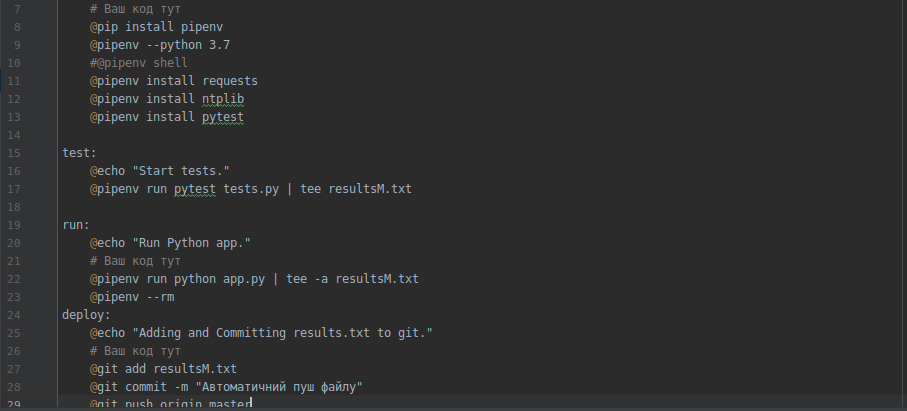 7 # Ваш код тут
8 @pip install pipenv
9 @pipenv --python 3.7
10 #@pipenv shell
11 @pipenv install requests
12 @pipenv install ntplib
13 @pipenv install pytest
14
15 test:
16 @echo "Start tests."
17 @pipenv run pytest tests.py | tee resultsM.txt
18
19 run:
20 @echo "Run Python app."
21 # Ваш код тут
22 @pipenv run python app.py | tee -a resultsM.txt
23 @pipenv --rm
24 deploy:
25 @echo "Adding and Committing results.txt to git."
26 # Ваш код тут
27 @git add resultsM.txt
28 @git commit -m "Автоматичний пуш файлу"
29 @git push origin master